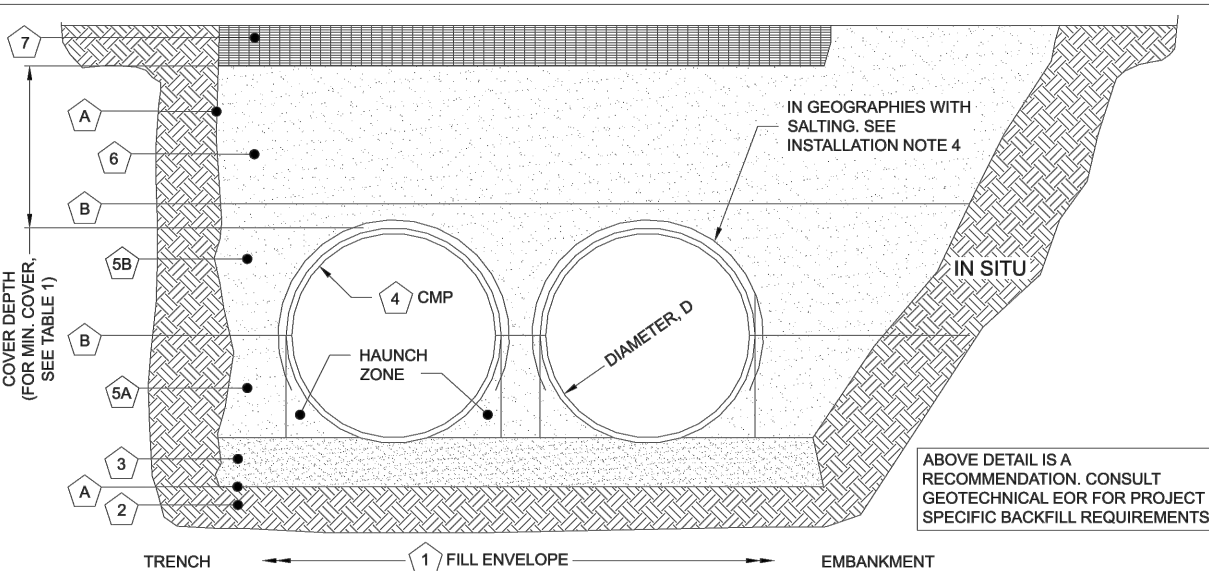 7
A
6
B
5B
B
5A
3
A
2
COVER DEPTH
(FOR MIN. COVER,
SEE TABLE 1)
IN GEOGRAPHIES WITH
SALTING. SEE
INSTALLATION NOTE 4
4 CMP
DIAMETER, D
HAUNCH
ZONE
IN SITU
ABOVE DETAIL IS A
RECOMMENDATION. CONSULT
GEOTECHNICAL EOR FOR PROJECT
SPECIFIC BACKFILL REQUIREMENTS
TRENCH
1 FILL ENVELOPE
EMBANKMENT